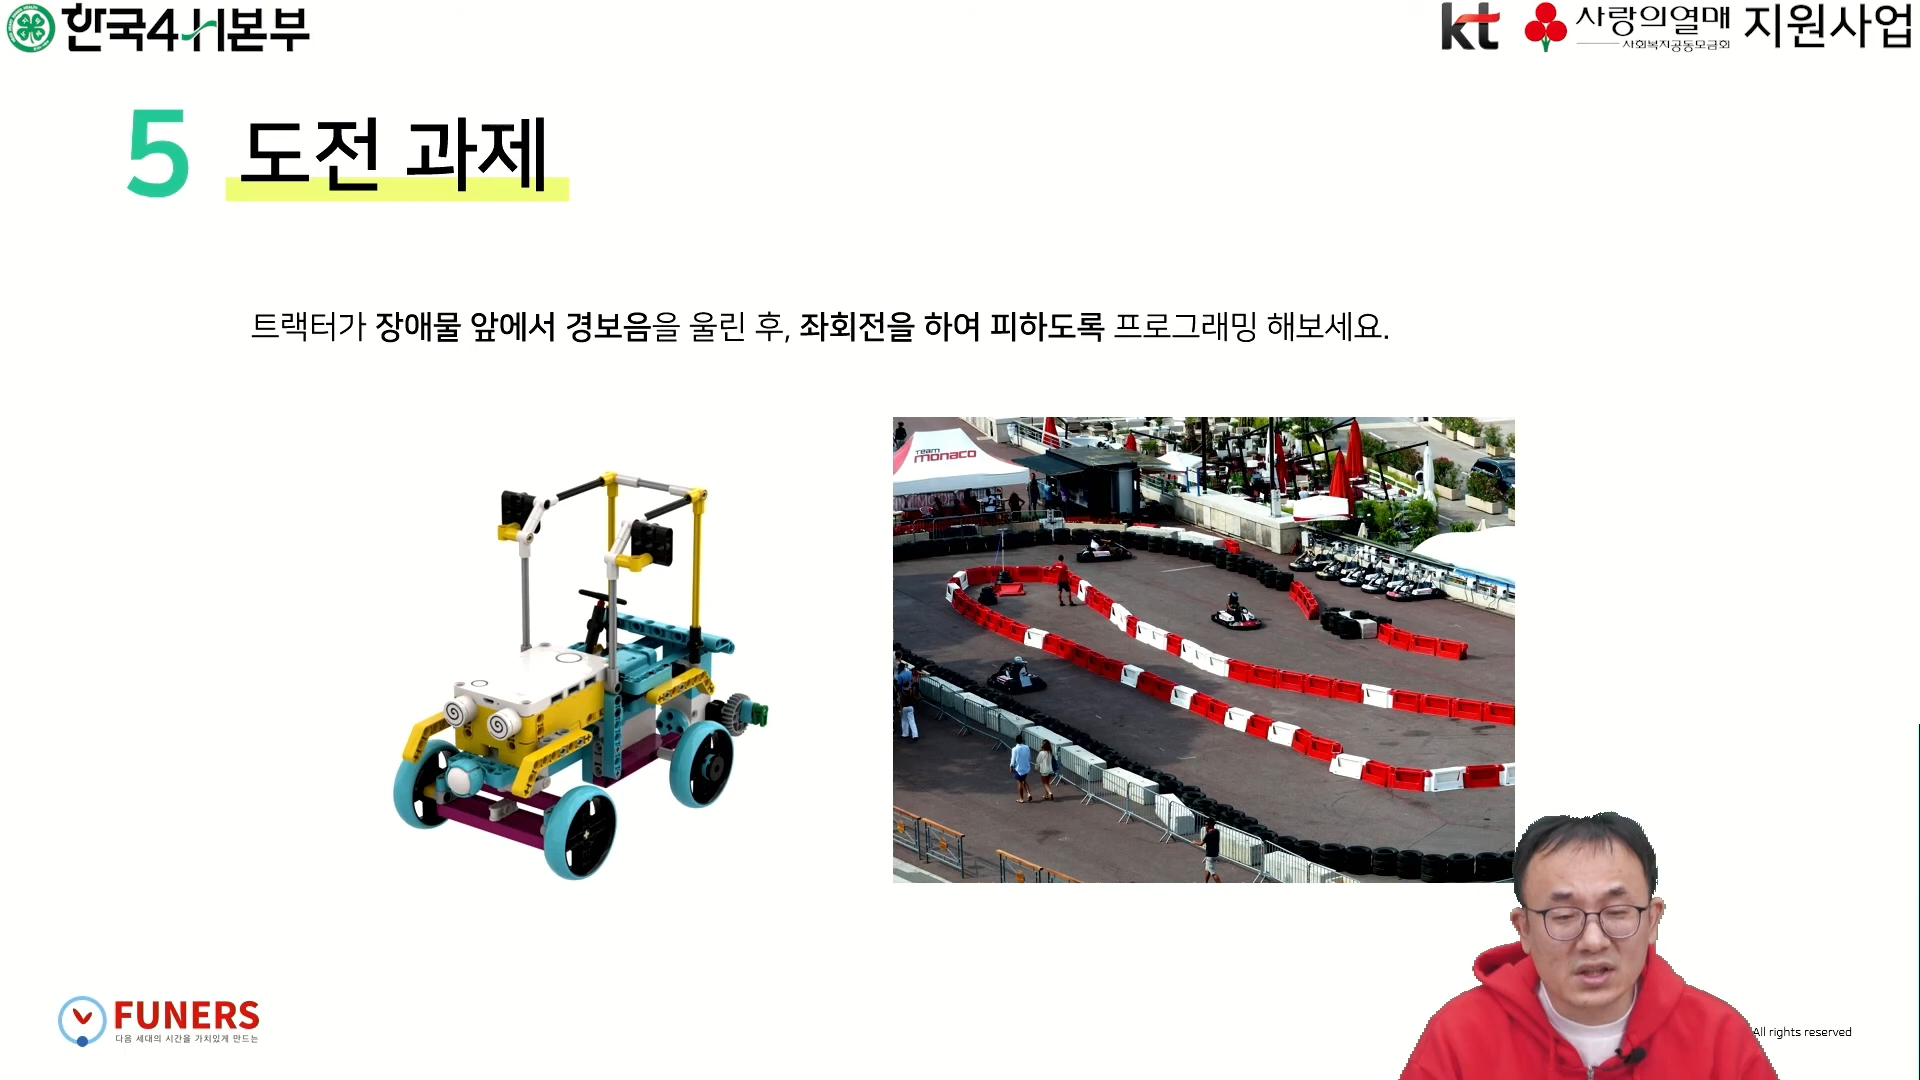 한국4-H본부
kt 사랑의열매 지원사업
사회복지공동모금회
5 도전 과제
트랙터가 장애물 앞에서 경보음을 울린 후, 좌회전을 하여 피하도록 프로그래밍 해보세요.
TEAM
MONACO
FUNERS
다음 세대의 시간을 가치있게 만드는
All rights reserved